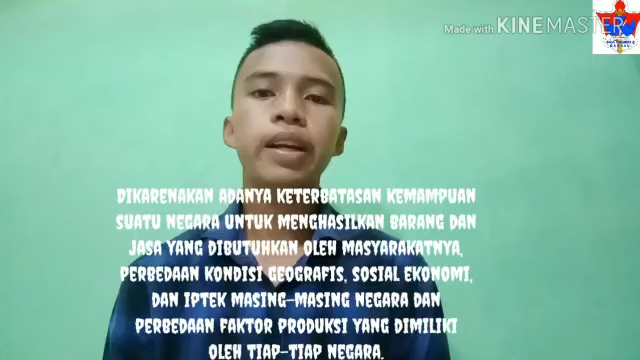 Made with KINEMASTER
DIKARENAKAN ADANYA KETERBATASAN KEMAMPUAN
SUATU NEGARA UNTUK MENGHASILKAN BARANG DAN
JASA YANG DIBUTUHKAN OLEH MASYARAKATNYA,
PERBEDAAN KONDISI GEOGRAFIS, SOSIAL EKONOMI,
DAN IPTEK MASING-MASING NEGARA DAN
PERBEDAAN FAKTOR PRODUKSI YANG DIMILIKI
OLEH TIAP-TIAP NEGARA.